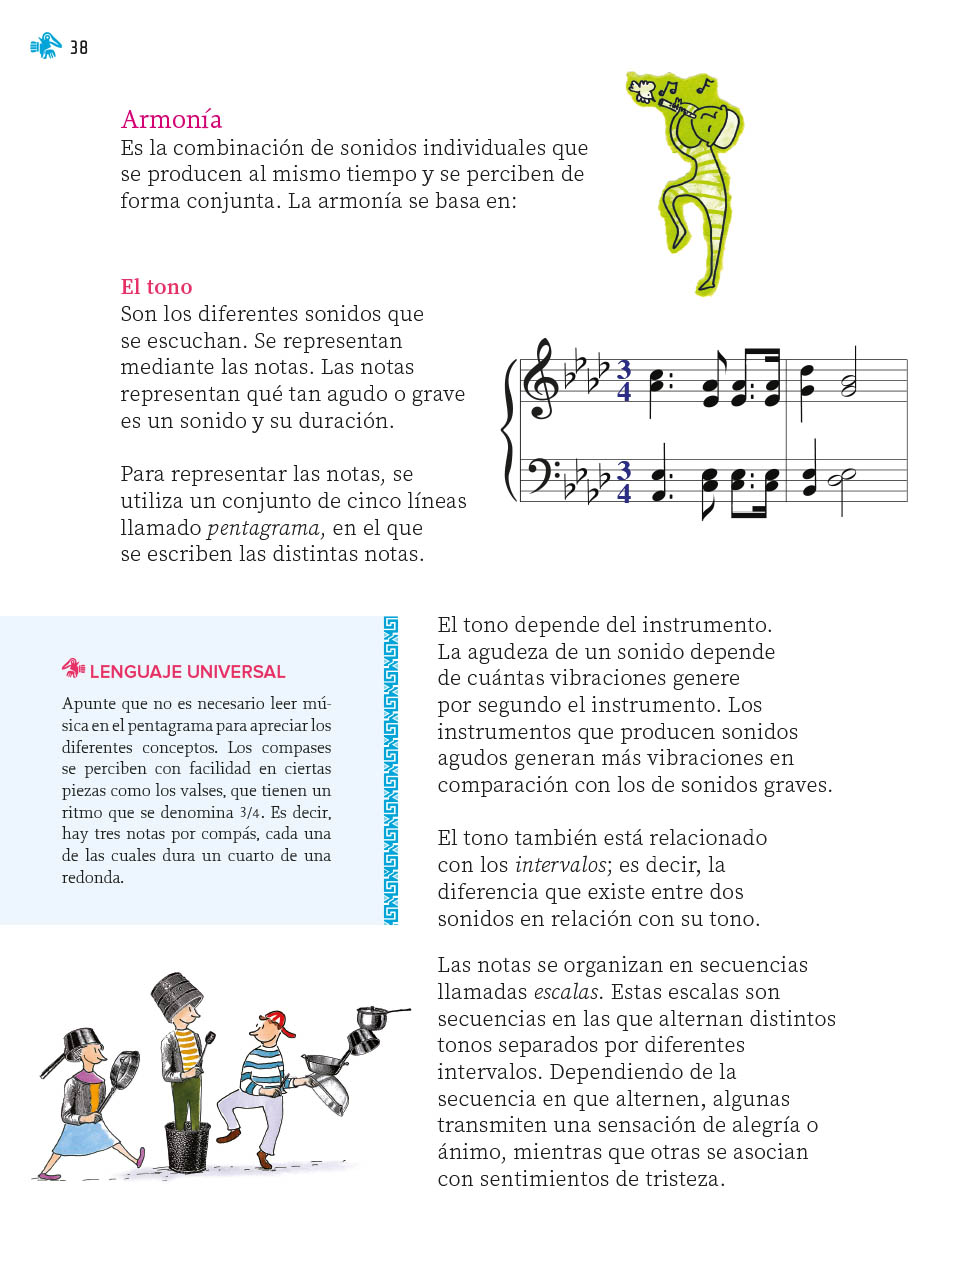 38
Armonía
Es la combinación de sonidos individuales que
se producen al mismo tiempo y se perciben de
forma conjunta. La armonía se basa en:
El tono
Son los diferentes sonidos que
se escuchan. Se representan
mediante las notas. Las notas
representan qué tan agudo o grave
es un sonido y su duración.
Para representar las notas, se
utiliza un conjunto de cinco líneas
llamado pentagrama, en el que
se escriben las distintas notas.
3
4
3
4
LENGUAJE UNIVERSAL
Apunte que no es necesario leer mú-
sica en el pentagrama para apreciar los
diferentes conceptos. Los compases
se perciben con facilidad en ciertas
piezas como los valses, que tienen un
ritmo que se denomina 3/4. Es decir,
hay tres notas por compás, cada una
de las cuales dura un cuarto de una
redonda.
El tono depende del instrumento.
La agudeza de un sonido depende
de cuántas vibraciones genere
por segundo el instrumento. Los
instrumentos que producen sonidos
agudos generan más vibraciones en
comparación con los de sonidos graves.
El tono también está relacionado
con los intervalos; es decir, la
diferencia que existe entre dos
sonidos en relación con su tono.
Las notas se organizan en secuencias
llamadas escalas. Estas escalas son
secuencias en las que alternan distintos
tonos separados por diferentes
intervalos. Dependiendo de la
secuencia en que alternen, algunas
transmiten una sensación de alegría o
ánimo, mientras que otras se asocian
con sentimientos de tristeza.